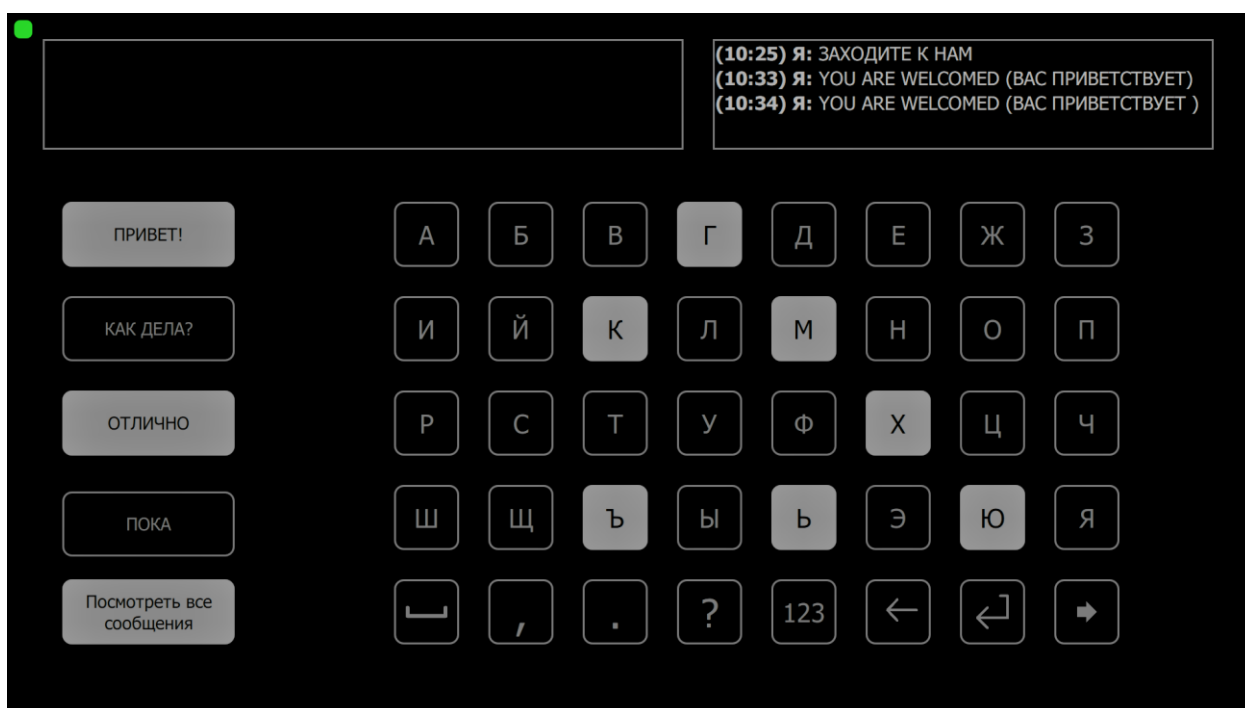 (10:25) Я: ЗАХОДИТЕ К НАМ
(10:33) Я: YOU ARE WELCOMED (ВАС ПРИВЕТСТВУЕТ)
(10:34) Я: YOU ARE WELCOMED (ВАС ПРИВЕТСТВУЕТ )
ПРИВЕТ!
А Б В Г Д Е Ж З
КАК ДЕЛА?
И Й К Л М Н О П
ОТЛИЧНО
Р С Т У Ф Х Ц Ч
ПОКА
Ш Щ Ъ Ы Ь Э Ю Я
Посмотреть все
сообщения
, . ? 123